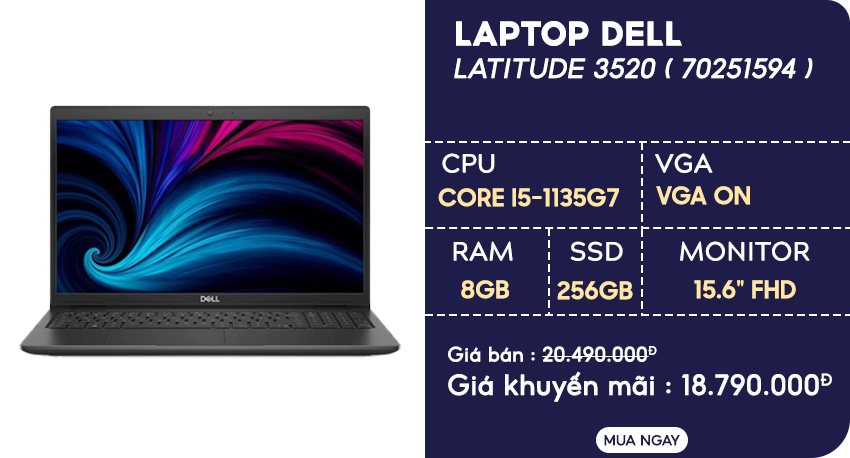 LAPTOP DELL
LATITUDE 3520 ( 70251594 )
CPU
CORE I5-1135G7
VGA
VGA ON
RAM
8GB
SSD
256GB
MONITOR
15.6" FHD
DELL
Giá bán : 20.490.000Đ
Giá khuyến mãi : 18.790.000Đ
MUA NGAY